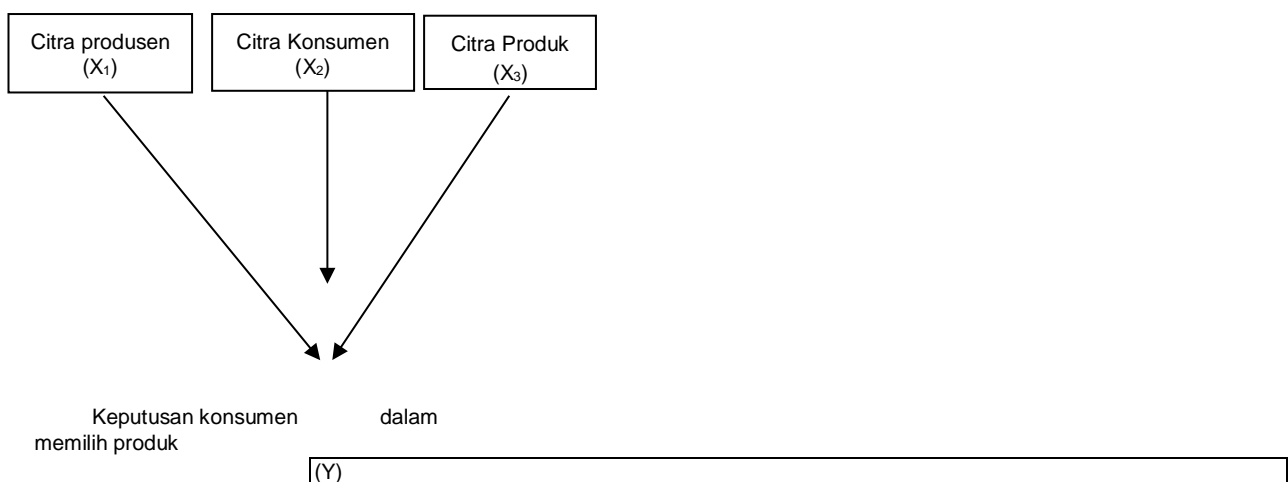 Citra produsen
(X₁)
Citra Konsumen
(X₂)
Citra Produk
(X₃)
Keputusan konsumen dalam
memilih produk
(Y)